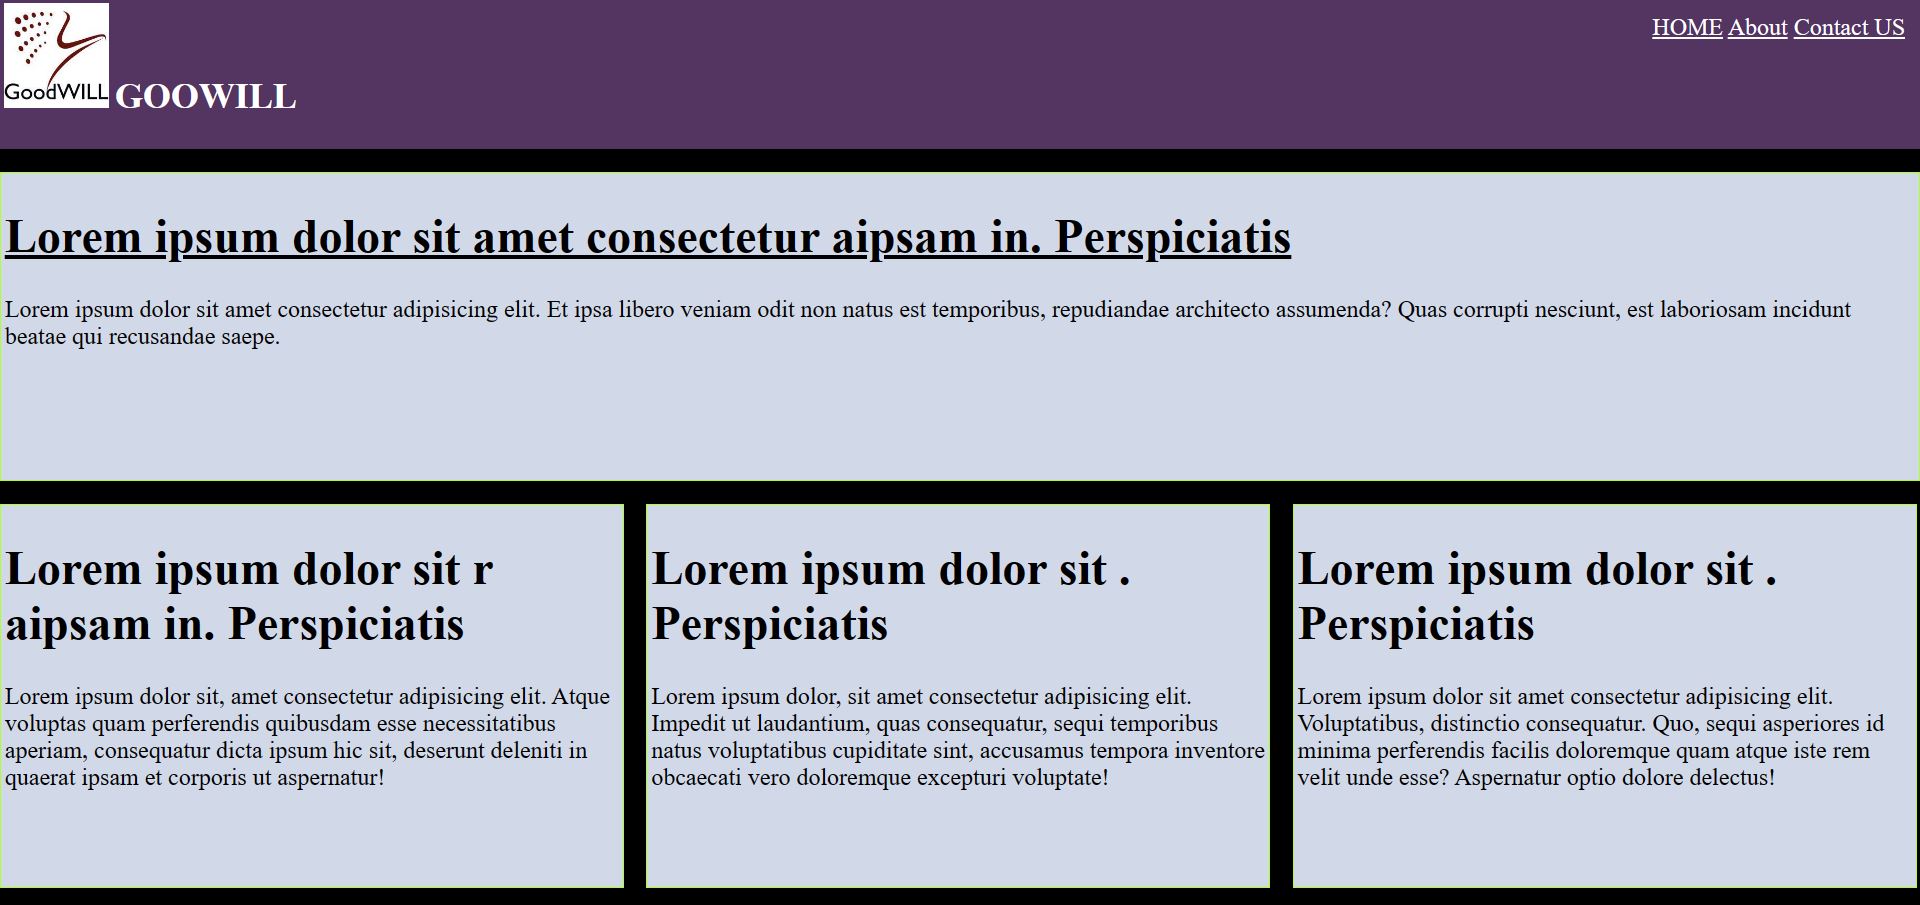 GoodWILL
GOOWILL
HOME About Contact US
Lorem ipsum dolor sit amet consectetur aipsam in. Perspiciatis
Lorem ipsum dolor sit amet consectetur adipisicing elit. Et ipsa libero veniam odit non natus est temporibus, repudiandae architecto assumenda? Quas corrupti nesciunt, est laboriosam incidunt
beatae qui recusandae saepe.
Lorem ipsum dolor sit r
aipsam in. Perspiciatis
Lorem ipsum dolor sit, amet consectetur adipisicing elit. Atque
voluptas quam perferendis quibusdam esse necessitatibus
aperiam, consequatur dicta ipsum hic sit, deserunt deleniti in
quaerat ipsam et corporis ut aspernatur!
Lorem ipsum dolor sit .
Perspiciatis
Lorem ipsum dolor, sit amet consectetur adipisicing elit.
Impedit ut laudantium, quas consequatur, sequi temporibus
natus voluptatibus cupiditate sint, accusamus tempora inventore
obcaecati vero doloremque excepturi voluptate!
Lorem ipsum dolor sit .
Perspiciatis
Lorem ipsum dolor sit amet consectetur adipisicing elit.
Voluptatibus, distinctio consequatur. Quo, sequi asperiores id
minima perferendis facilis doloremque quam atque iste rem
velit unde esse? Aspernatur optio dolore delectus!